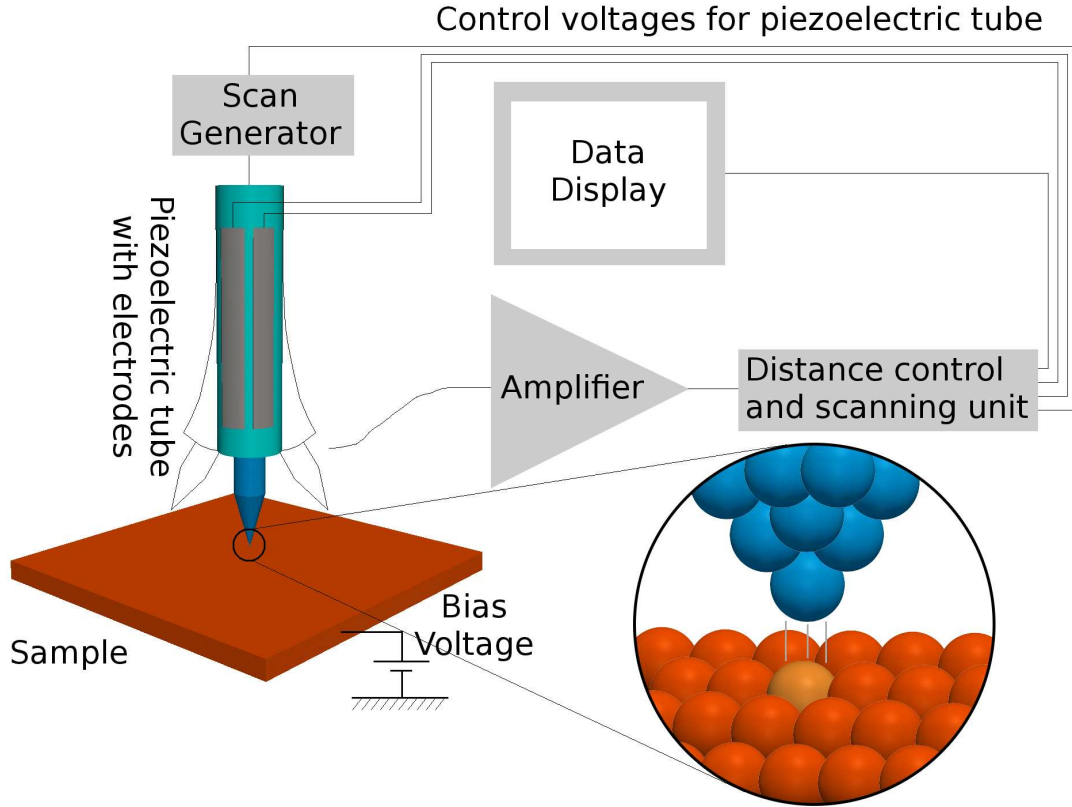 Control voltages for piezoelectric tube
Scan
Generator
Data
Display
Piezoelectric tube
with electrodes
Amplifier
Distance control
and scanning unit
Bias
Voltage
Sample